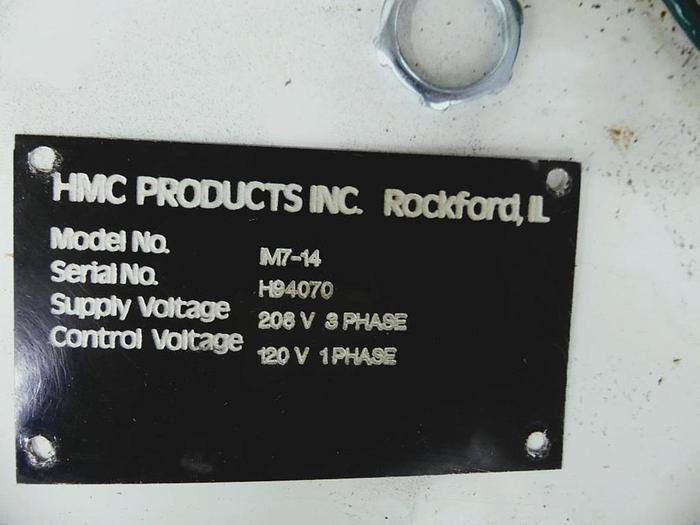 HMC PRODUCTS INC. Rockford, IL
Model No. IM7-14
Serial No. H94070
Supply Voltage 208 V 3 PHASE
Control Voltage 120 V 1 PHASE